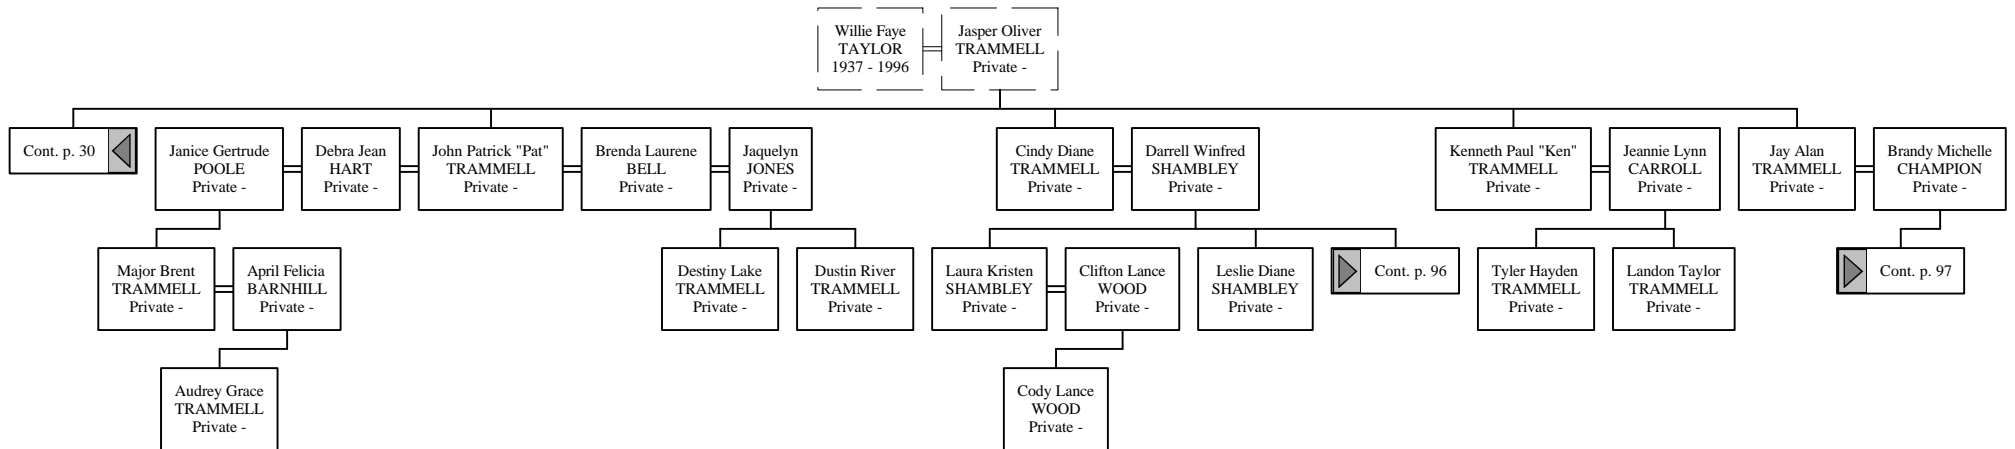 Willie Faye
TAYLOR
1937 - 1996
Jasper Oliver
TRAMMELL
Private -
Cont. p. 30
Janice Gertrude
POOLE
Private -
Debra Jean
HART
Private -
John Patrick "Pat"
TRAMMELL
Private -
Brenda Laurene
BELL
Private -
Jaquelyn
JONES
Private -
Cindy Diane
TRAMMELL
Private -
Darrell Winfred
SHAMBLEY
Private -
Kenneth Paul "Ken"
TRAMMELL
Private -
Jeannie Lynn
CARROLL
Private -
Jay Alan
TRAMMELL
Private -
Brandy Michelle
CHAMPION
Private -
Major Brent
TRAMMELL
Private -
April Felicia
BARNHILL
Private -
Destiny Lake
TRAMMELL
Private -
Dustin River
TRAMMELL
Private -
Laura Kristen
SHAMBLEY
Private -
Clifton Lance
WOOD
Private -
Leslie Diane
SHAMBLEY
Private -
Cont. p. 96
Tyler Hayden
TRAMMELL
Private -
Landon Taylor
TRAMMELL
Private -
Cont. p. 97
Audrey Grace
TRAMMELL
Private -
Cody Lance
WOOD
Private -